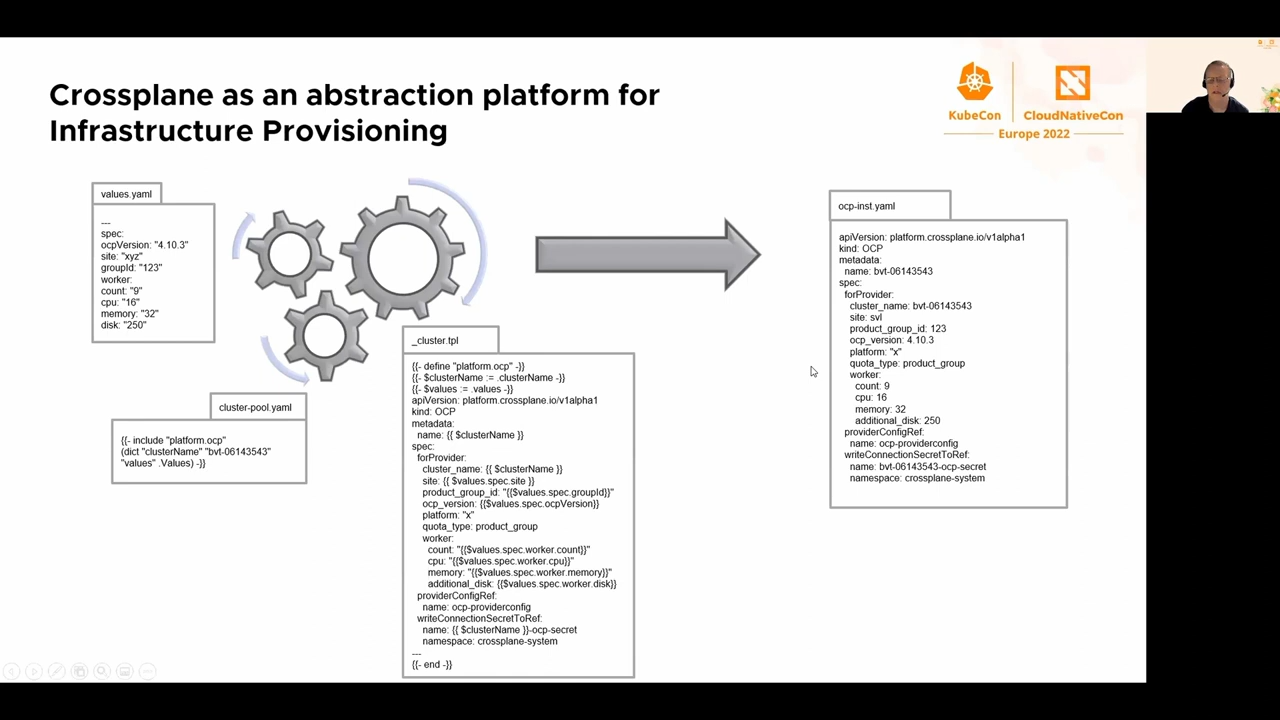 Crossplane as an abstraction platform for
Infrastructure Provisioning
KubeCon
CloudNativeCon
Europe 2022
values.yaml
---
spec:
ocpVersion: "4.10.3"
site: "xyz"
groupId: "123"
worker:
count: "9"
cpu: "16"
memory: "32"
disk: "250"
cluster-pool.yaml
{{- include "platform.ocp"
(dict "clusterName" "bvt-06143543"
"values" .Values) -}}
_cluster.tpl
{{- define "platform.ocp" -}}
{{- $clusterName := .clusterName -}}
{{- $values := .values -}}
apiVersion: platform.crossplane.io/v1alpha1
kind: OCP
metadata:
  name: {{ $clusterName }}
spec:
  forProvider:
    cluster_name: {{ $clusterName }}
    site: {{ $values.spec.site }}
    product_group_id: "{{$values.spec.groupId}}"
    ocp_version: {{$values.spec.ocpVersion}}
    platform: "x"
    quota_type: product_group
    worker:
      count: "{{$values.spec.worker.count}}"
      cpu: "{{$values.spec.worker.cpu}}"
      memory: "{{$values.spec.worker.memory}}"
      additional_disk: {{$values.spec.worker.disk}}
  providerConfigRef:
    name: ocp-providerconfig
  writeConnectionSecretToRef:
    name: {{ $clusterName }}-ocp-secret
    namespace: crossplane-system
---
{{- end -}}
ocp-inst.yaml
apiVersion: platform.crossplane.io/v1alpha1
kind: OCP
metadata:
  name: bvt-06143543
spec:
  forProvider:
    cluster_name: bvt-06143543
    site: svl
    product_group_id: 123
    ocp_version: 4.10.3
    platform: "x"
    quota_type: product_group
    worker:
      count: 9
      cpu: 16
      memory: 32
      additional_disk: 250
  providerConfigRef:
    name: ocp-providerconfig
  writeConnectionSecretToRef:
    name: bvt-06143543-ocp-secret
    namespace: crossplane-system